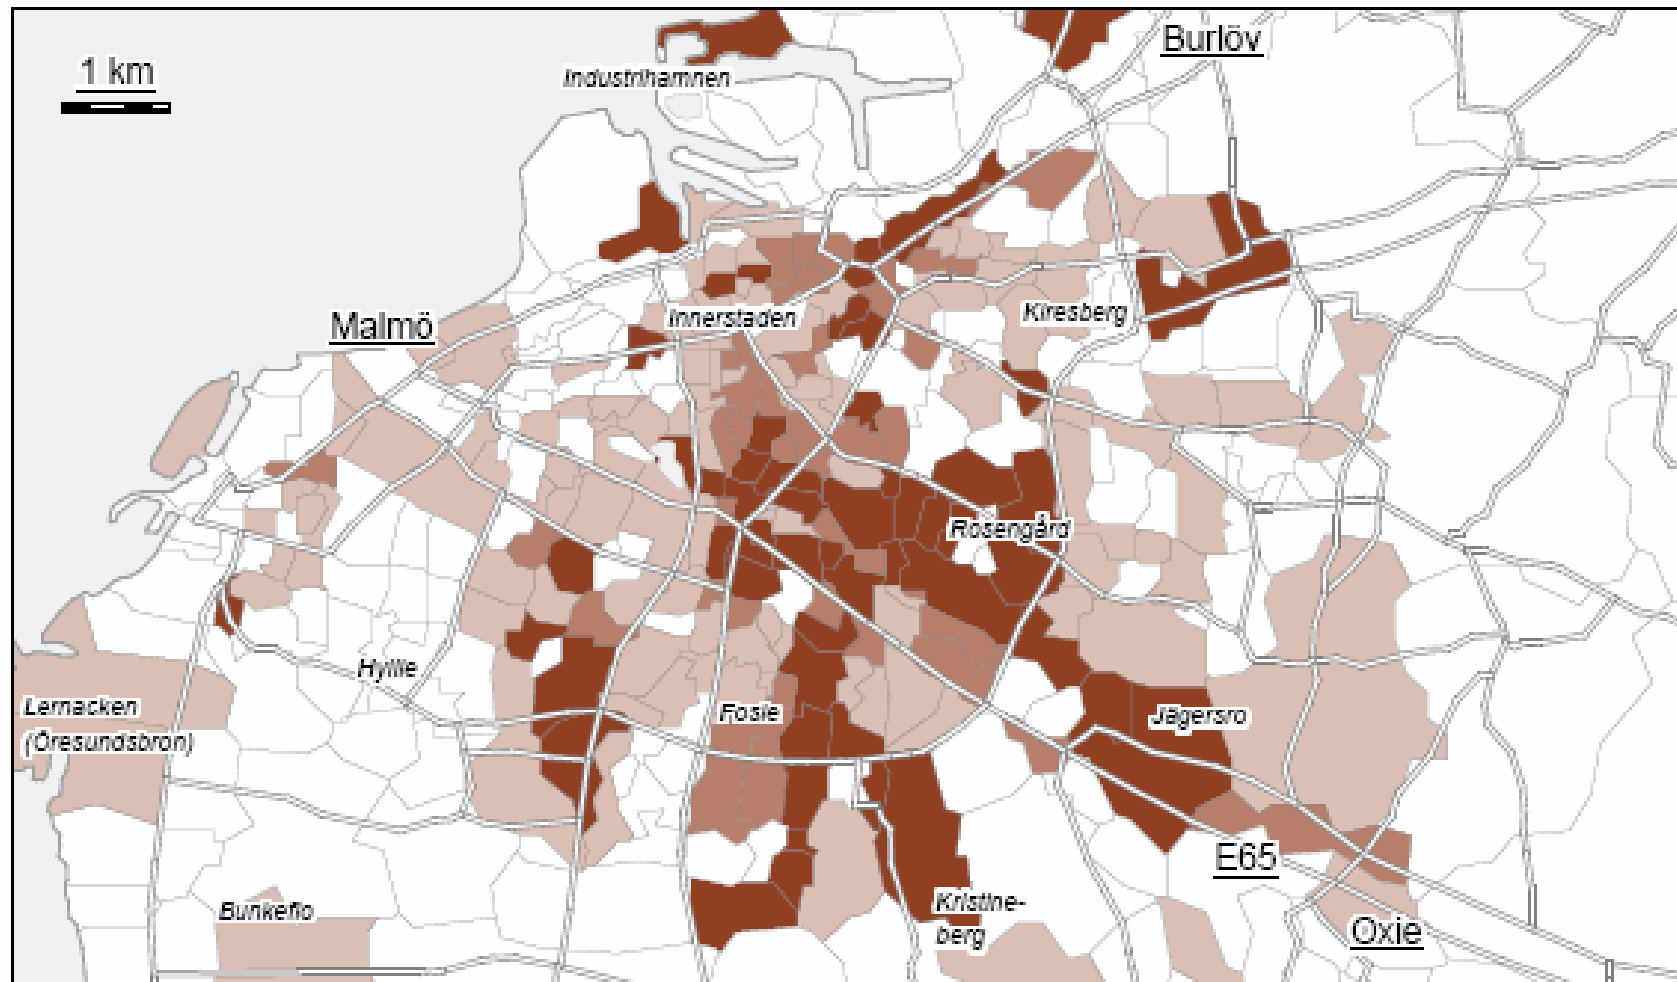 Burlöv
1 km
Industrihamnen
Innerstaden
Kiresberg
Malmö
Rosengård
Hyllie
Lernacken
(Öresundsbron)
Fosie
Jägersro
E65
Bunkeflo
Kristine-
berg
Oxie